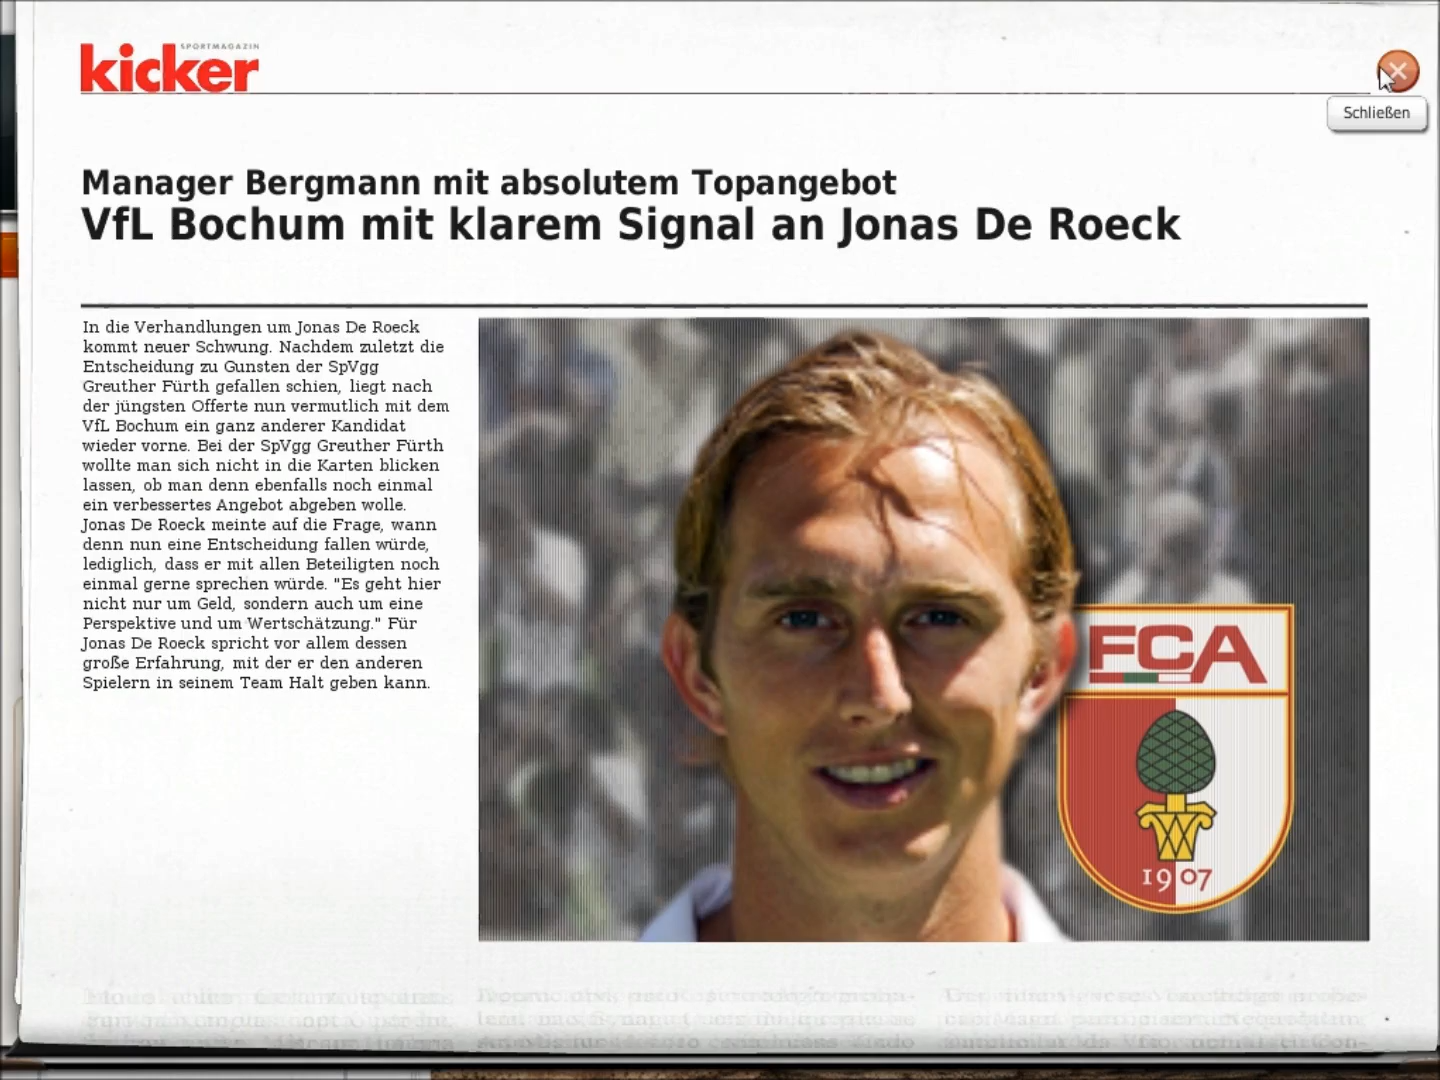 SPORTMAGAZIN
kicker
Schließen
Manager Bergmann mit absolutem Topangebot
VfL Bochum mit klarem Signal an Jonas De Roeck
In die Verhandlungen um Jonas De Roeck
kommt neuer Schwung. Nachdem zuletzt die
Entscheidung zu Gunsten der SpVgg
Greuther Fürth gefallen schien, liegt nach
der jüngsten Offerte nun vermutlich mit dem
VfL Bochum ein ganz anderer Kandidat
wieder vorne. Bei der SpVgg Greuther Fürth
wollte man sich nicht in die Karten blicken
lassen, ob man denn ebenfalls noch einmal
ein verbessertes Angebot abgeben wolle.
Jonas De Roeck meinte auf die Frage, wann
denn nun eine Entscheidung fallen würde,
lediglich, dass er mit allen Beteiligten noch
einmal gerne sprechen würde. "Es geht hier
nicht nur um Geld, sondern auch um eine
Perspektive und um Wertschätzung." Für
Jonas De Roeck spricht vor allem dessen
große Erfahrung, mit der er den anderen
Spielern in seinem Team Halt geben kann.
FCA
1907